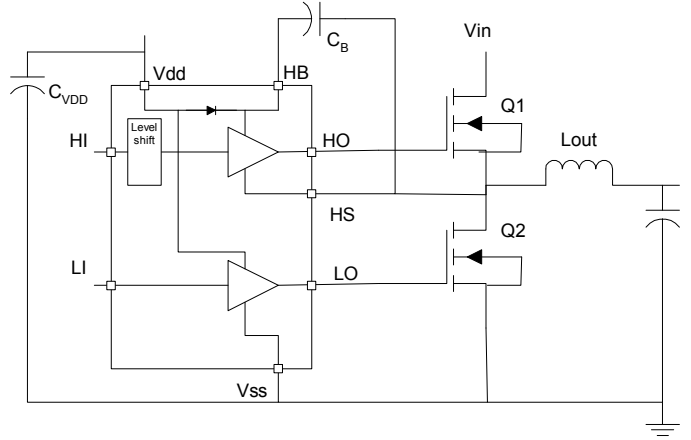 Vin
C_B
Vdd
HB
C_VDD
Q1
Level
shift
HI
HO
Lout
HS
Q2
LI
LO
Vss